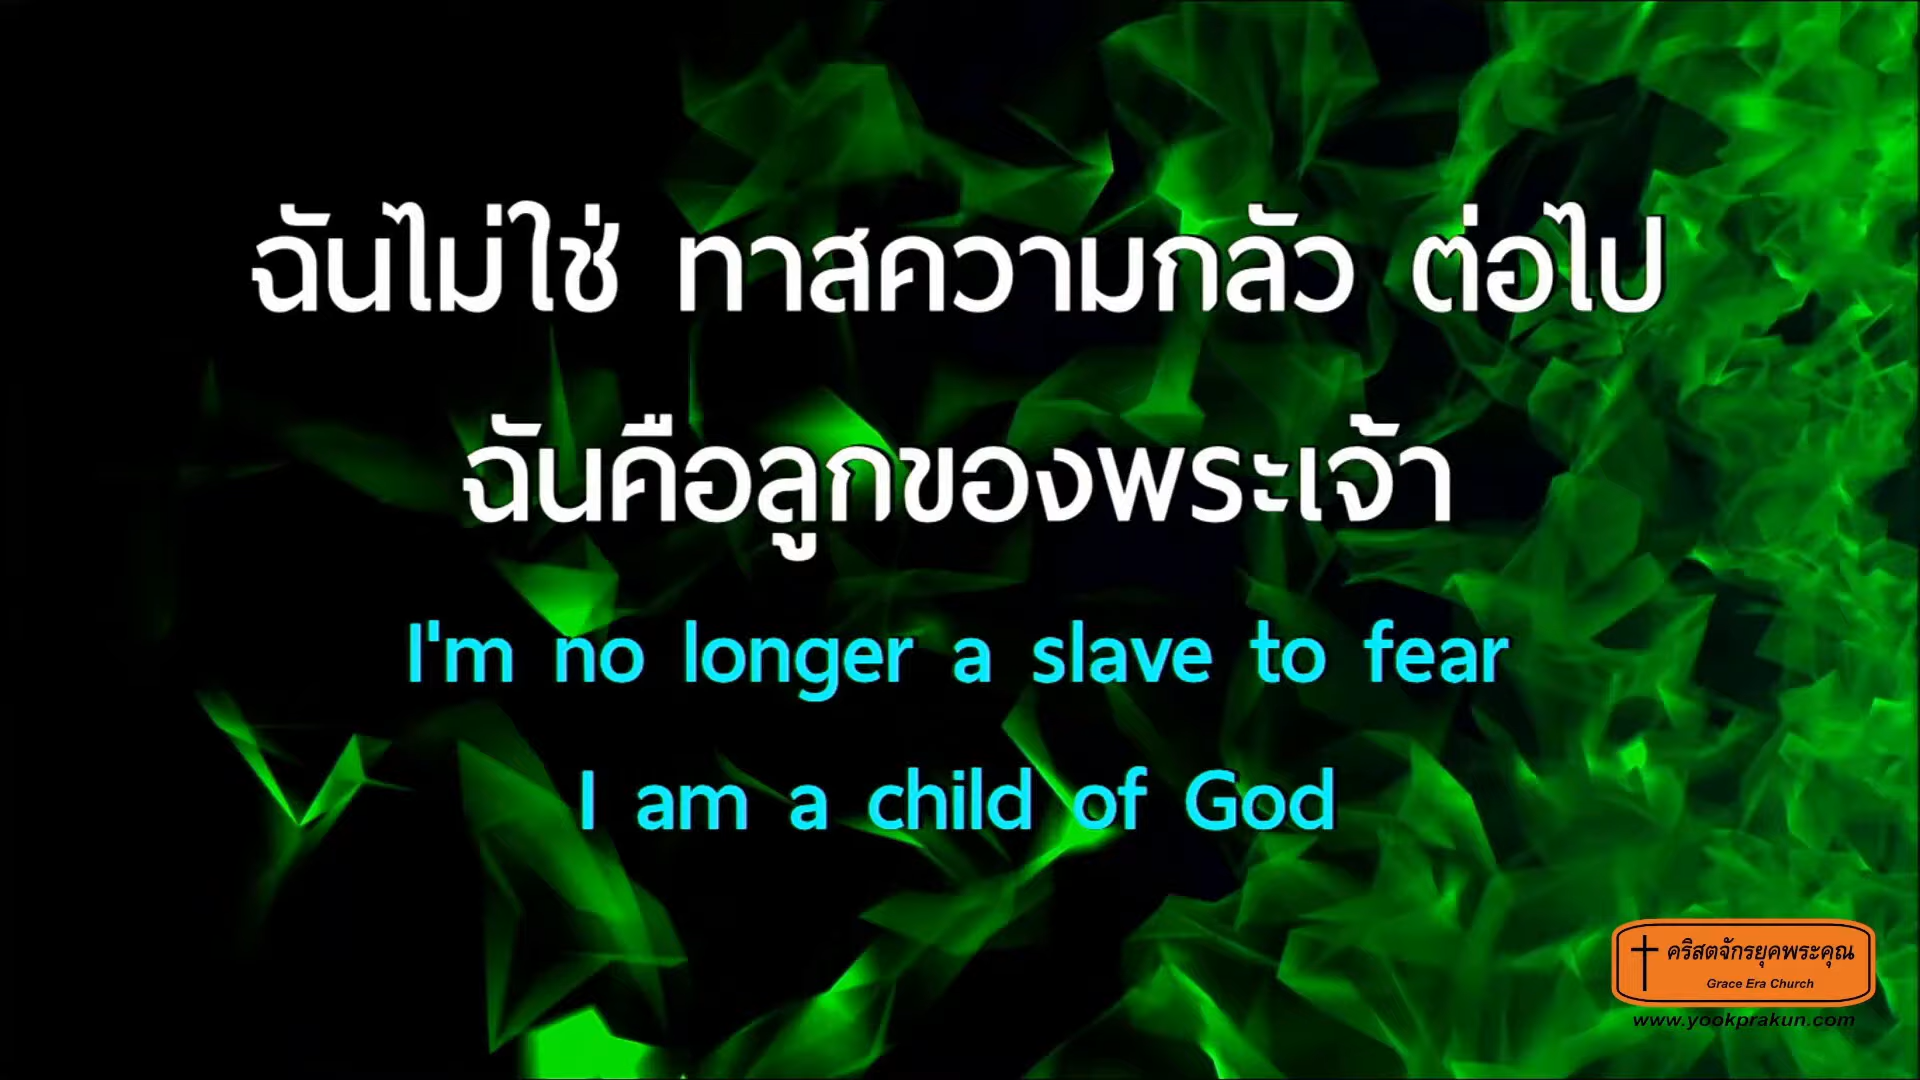 ฉันไม่ใช่ ทาสความกลัว ต่อไป
ฉันคือลูกของพระเจ้า
I'm no longer a slave to fear
I am a child of God
คริสตจักรยุคพระคุณ
Grace Era Church
www.yookprakun.com